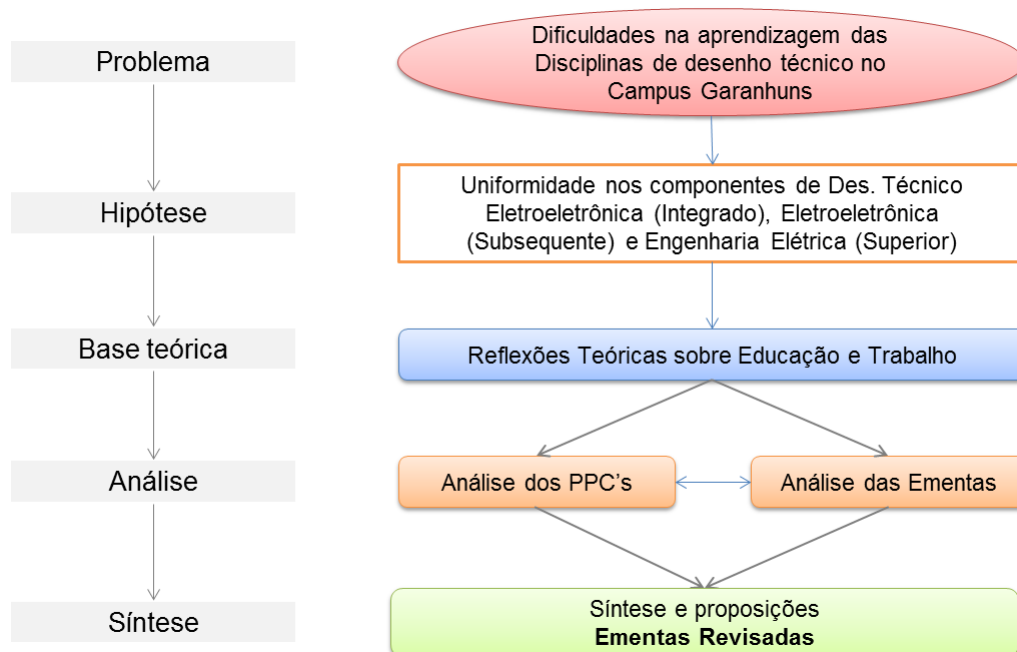 Problema
Dificuldades na aprendizagem das
Disciplinas de desenho técnico no
Campus Garanhuns
Hipótese
Uniformidade nos componentes de Des. Técnico
Eletroeletrônica (Integrado), Eletroeletrônica
(Subsequente) e Engenharia Elétrica (Superior)
Base teórica
Reflexões Teóricas sobre Educação e Trabalho
Análise
Análise dos PPC’s
Análise das Ementas
Síntese
Síntese e proposições
Ementas Revisadas